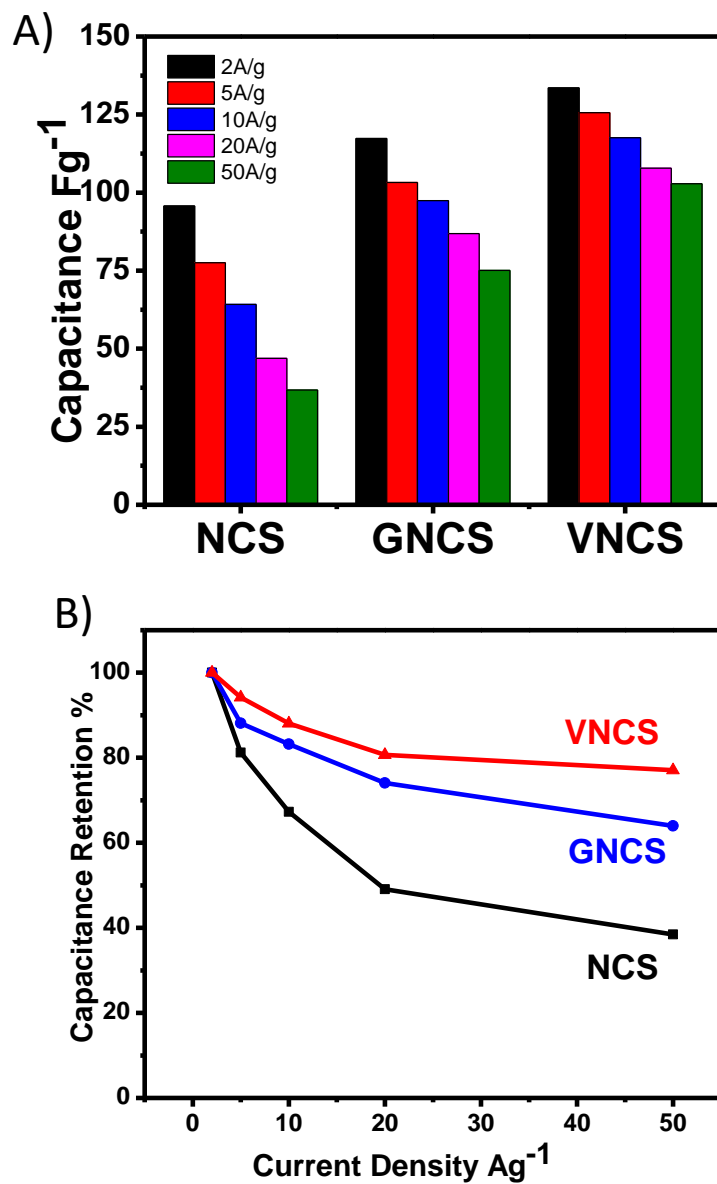 A)
150
125
100
75
50
25
0
Capacitance Fg⁻¹
2A/g
5A/g
10A/g
20A/g
50A/g
NCS GNCS VNCS
B)
100
80
60
40
20
0
Capacitance Retention %
VNCS
GNCS
NCS
0 10 20 30 40 50
Current Density Ag⁻¹